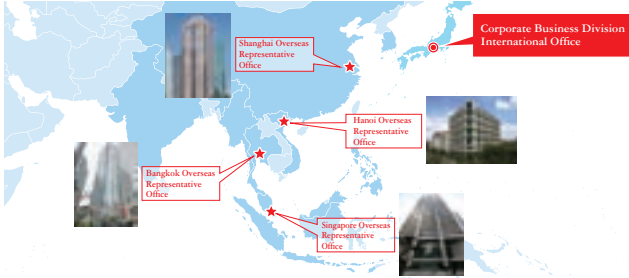 Corporate Business Division
International Office
Shanghai Overseas
Representative
Office
Hanoi Overseas
Representative
Office
Bangkok Overseas
Representative
Office
Singapore Overseas
Representative
Office